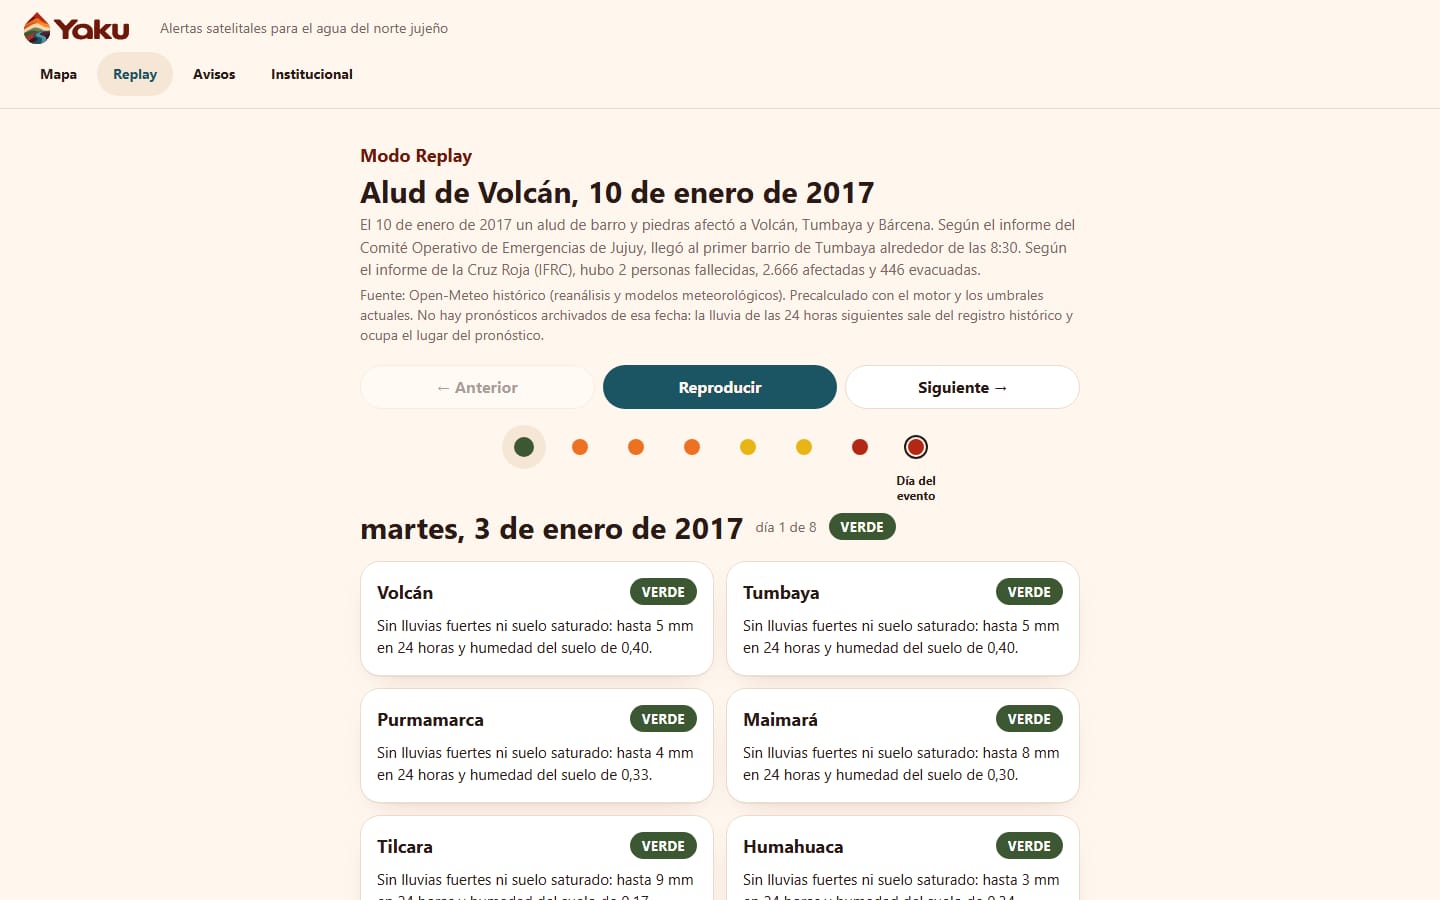 Yaku
Alertas satelitales para el agua del norte jujeño
Mapa
Replay
Avisos
Institucional
Modo Replay
Alud de Volcán, 10 de enero de 2017
El 10 de enero de 2017 un alud de barro y piedras afectó a Volcán, Tumbaya y Bárcena. Según el informe del
Comité Operativo de Emergencias de Jujuy, llegó al primer barrio de Tumbaya alrededor de las 8:30. Según
el informe de la Cruz Roja (IFRC), hubo 2 personas fallecidas, 2.666 afectadas y 446 evacuadas.
Fuente: Open-Meteo histórico (reanálisis y modelos meteorológicos). Precalculado con el motor y los umbrales
actuales. No hay pronósticos archivados de esa fecha: la lluvia de las 24 horas siguientes sale del registro histórico y
ocupa el lugar del pronóstico.
← Anterior
Reproducir
Siguiente →
Día del
evento
martes, 3 de enero de 2017 día 1 de 8 VERDE
Volcán VERDE
Sin lluvias fuertes ni suelo saturado: hasta 5 mm
en 24 horas y humedad del suelo de 0,40.
Tumbaya VERDE
Sin lluvias fuertes ni suelo saturado: hasta 5 mm
en 24 horas y humedad del suelo de 0,40.
Purmamarca VERDE
Sin lluvias fuertes ni suelo saturado: hasta 4 mm
en 24 horas y humedad del suelo de 0,33.
Maimará VERDE
Sin lluvias fuertes ni suelo saturado: hasta 8 mm
en 24 horas y humedad del suelo de 0,30.
Tilcara VERDE
Sin lluvias fuertes ni suelo saturado: hasta 9 mm
Humahuaca VERDE
Sin lluvias fuertes ni suelo saturado: hasta 3 mm